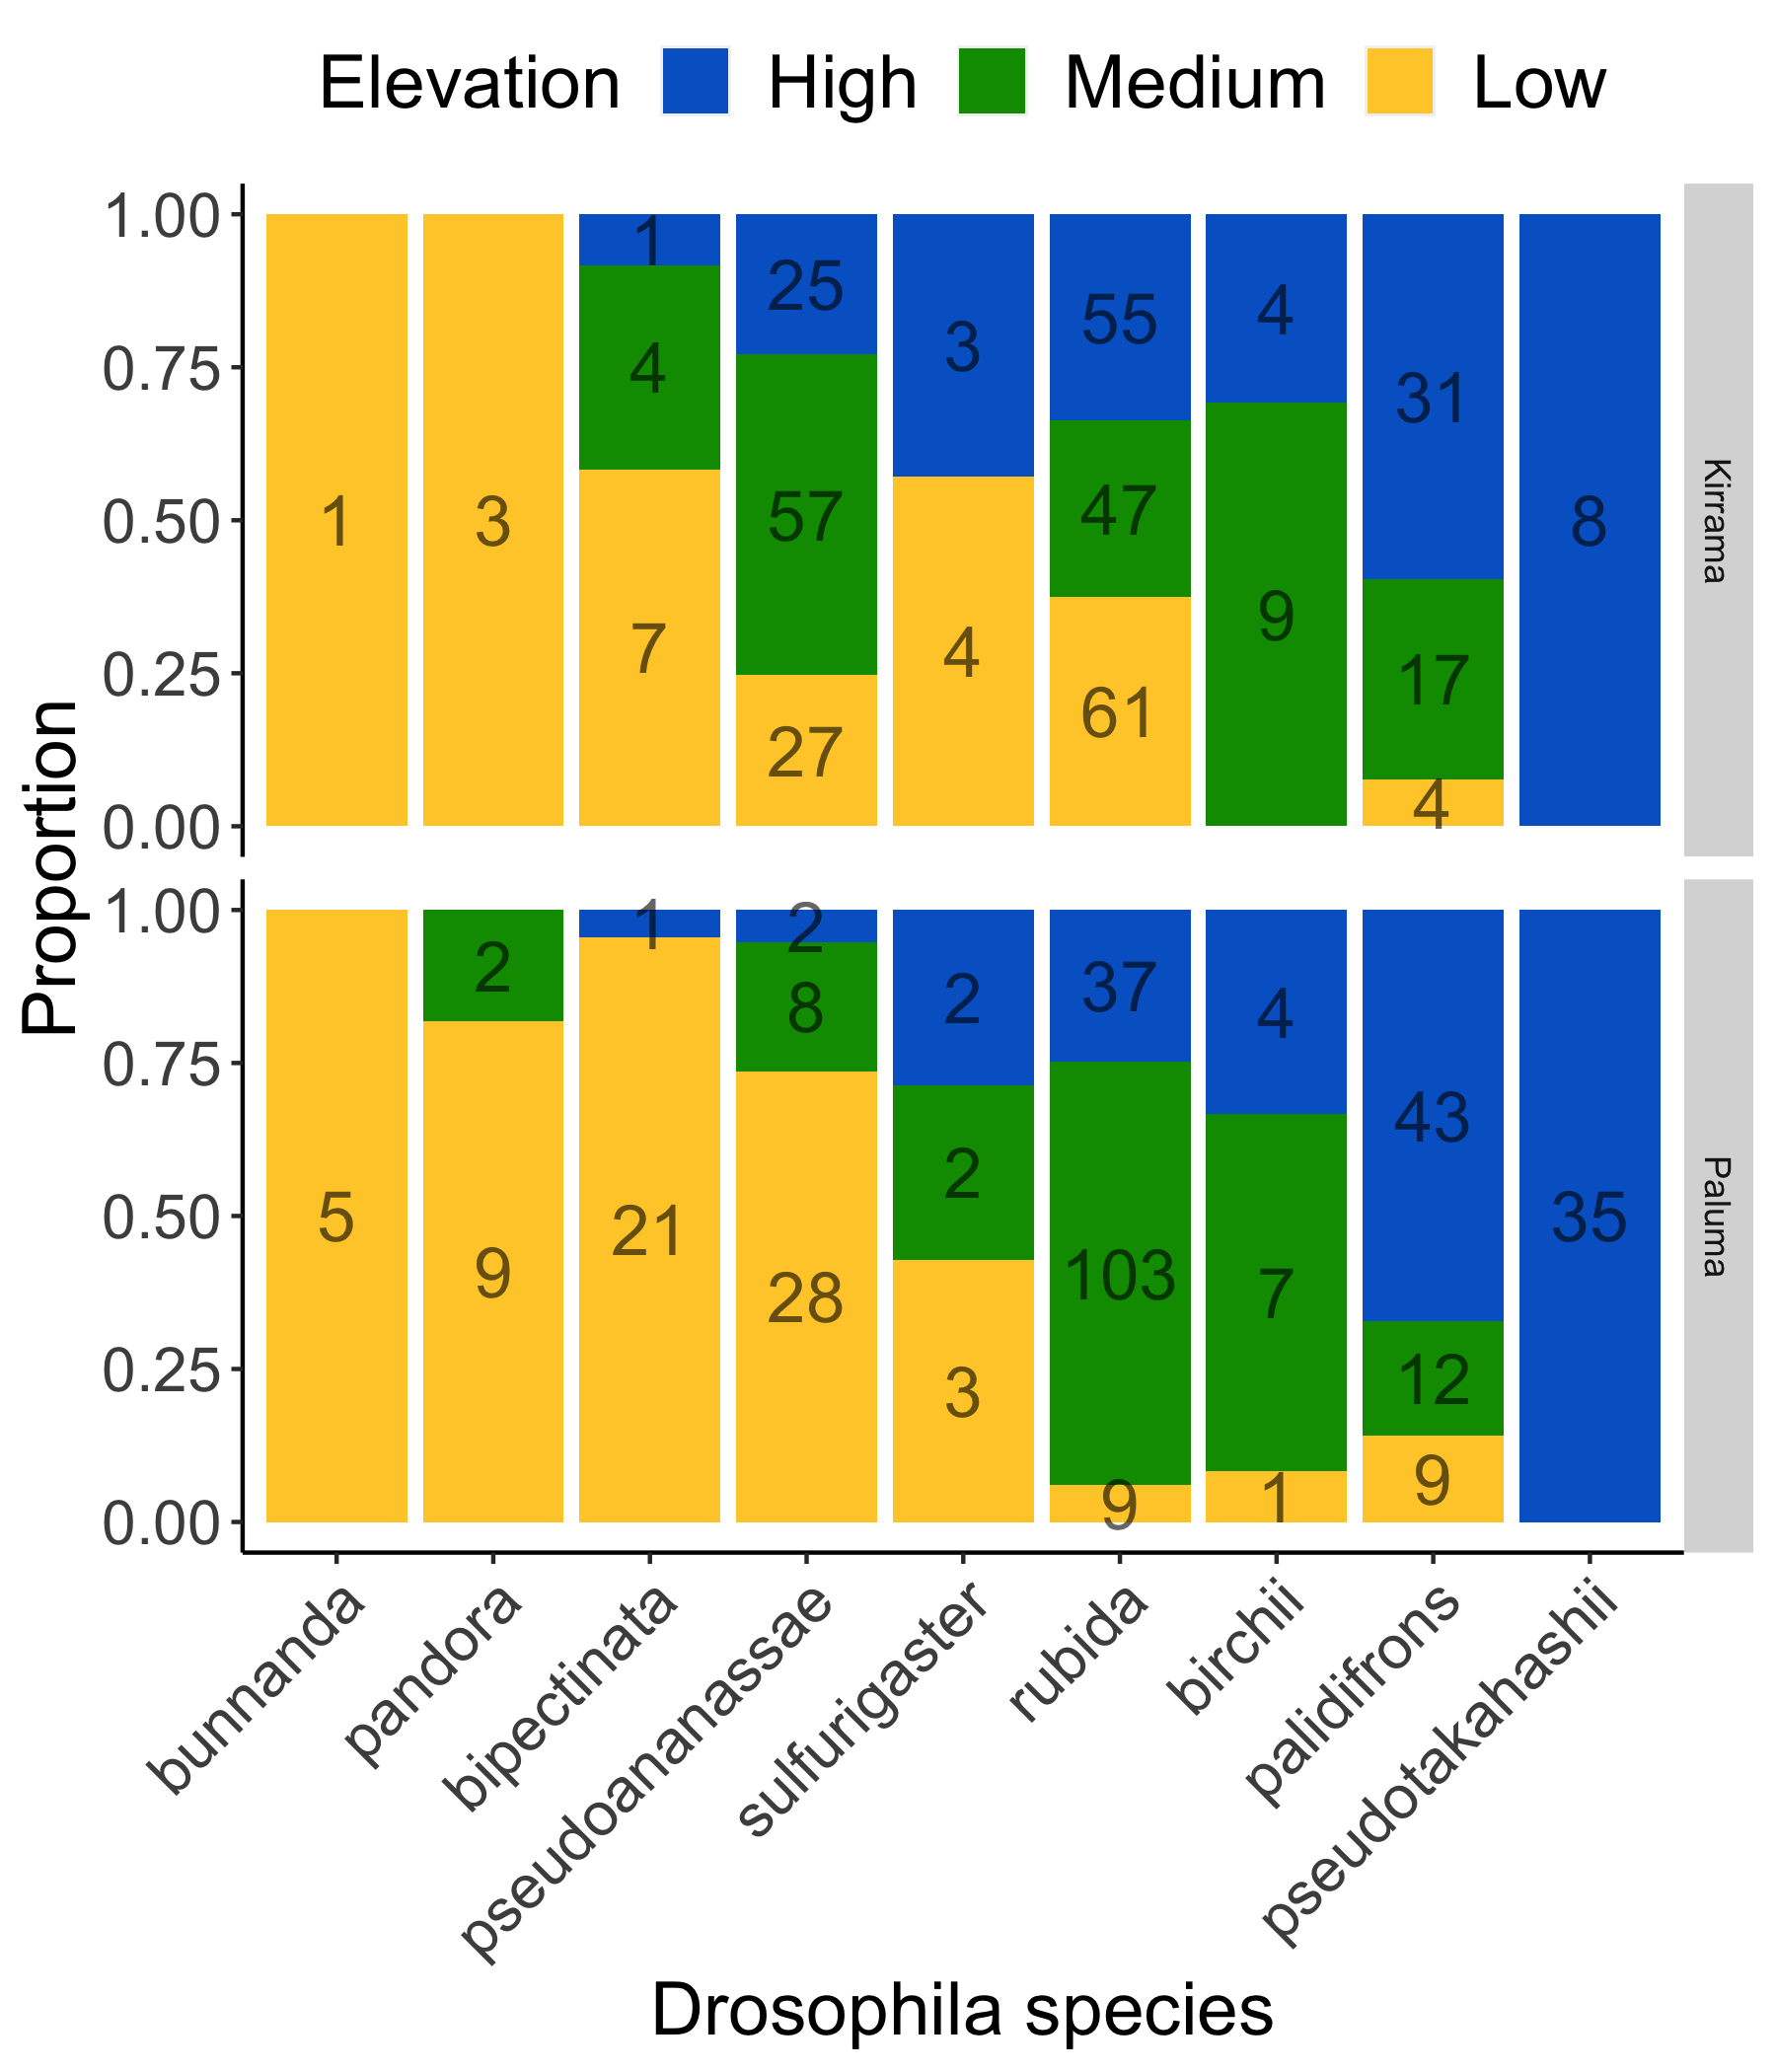 Elevation High Medium Low
1.00
0.75
0.50
0.25
0.00
1 3 7 4 1 27 57 25 4 3 61 47 55 9 4 4 17 31 8
Kirrama
Proportion
1.00
0.75
0.50
0.25
0.00
5 9 2 21 1 28 8 2 3 2 2 9 103 37 1 7 4 9 12 43 35
Paluma
bunnanda
pandora
bipectinata
pseudoananassae
sulfurigaster
rubida
birchii
palidifrons
pseudotakahashii
Drosophila species